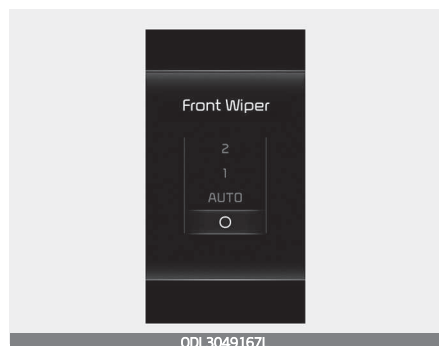 Front Wiper
2
1
AUTO
O
ODL3049167L